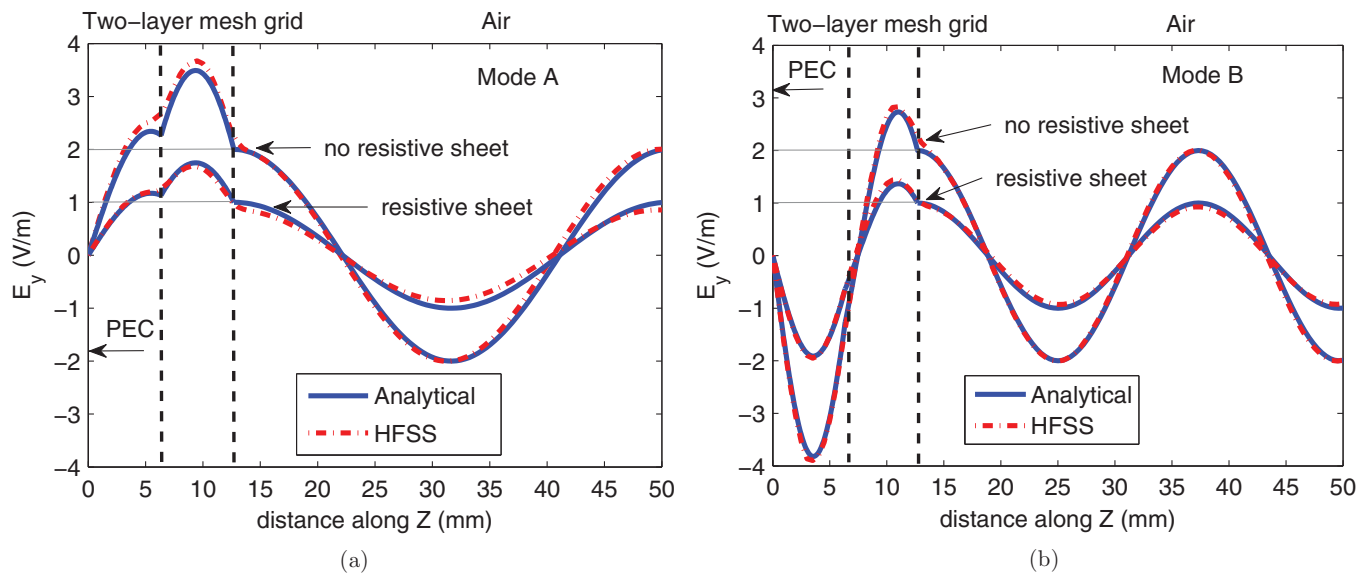 Two-layer mesh grid Air
Mode A
no resistive sheet
resistive sheet
PEC
Analytical
HFSS
4
3
2
1
0
-1
-2
-3
-4
E_y (V/m)
0 5 10 15 20 25 30 35 40 45 50
distance along Z (mm)
(a)
Two-layer mesh grid Air
PEC
Mode B
no resistive sheet
resistive sheet
Analytical
HFSS
4
3
2
1
0
-1
-2
-3
-4
E_y (V/m)
0 5 10 15 20 25 30 35 40 45 50
distance along Z (mm)
(b)